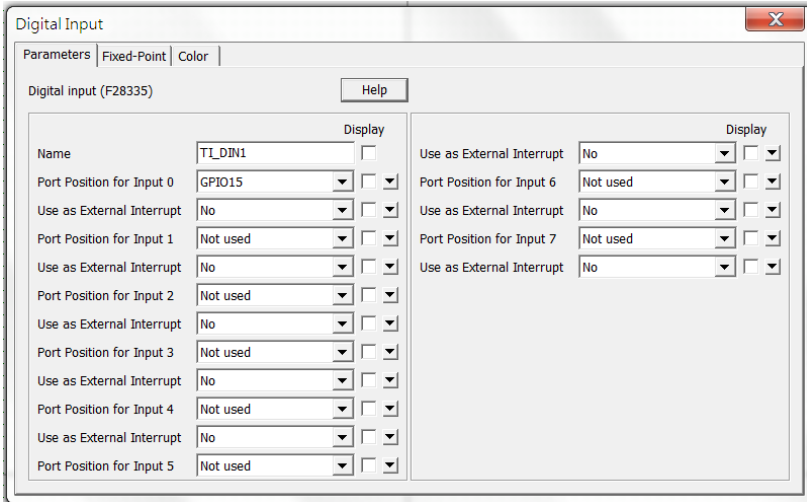 Digital Input
Parameters Fixed-Point Color
Digital input (F28335) Help
Display
Name TI_DIN1
Port Position for Input 0 GPIO15
Use as External Interrupt No
Port Position for Input 1 Not used
Use as External Interrupt No
Port Position for Input 2 Not used
Use as External Interrupt No
Port Position for Input 3 Not used
Use as External Interrupt No
Port Position for Input 4 Not used
Use as External Interrupt No
Port Position for Input 5 Not used
Display
Use as External Interrupt No
Port Position for Input 6 Not used
Use as External Interrupt No
Port Position for Input 7 Not used
Use as External Interrupt No